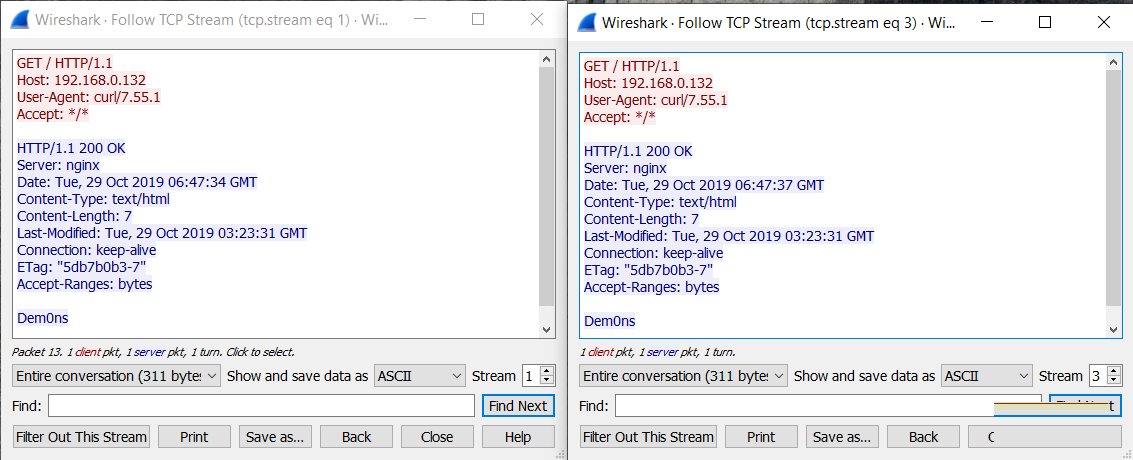 Wireshark · Follow TCP Stream (tcp.stream eq 1) · Wi...
GET / HTTP/1.1
Host: 192.168.0.132
User-Agent: curl/7.55.1
Accept: */*
HTTP/1.1 200 OK
Server: nginx
Date: Tue, 29 Oct 2019 06:47:34 GMT
Content-Type: text/html
Content-Length: 7
Last-Modified: Tue, 29 Oct 2019 03:23:31 GMT
Connection: keep-alive
ETag: "5db7b0b3-7"
Accept-Ranges: bytes
Dem0ns
Packet 13. 1 client pkt, 1 server pkt, 1 turn. Click to select.
Entire conversation (311 bytes Show and save data as ASCII Stream 1
Find: Find Next
Filter Out This Stream Print Save as... Back Close Help
Wireshark · Follow TCP Stream (tcp.stream eq 3) · Wi...
GET / HTTP/1.1
Host: 192.168.0.132
User-Agent: curl/7.55.1
Accept: */*
HTTP/1.1 200 OK
Server: nginx
Date: Tue, 29 Oct 2019 06:47:37 GMT
Content-Type: text/html
Content-Length: 7
Last-Modified: Tue, 29 Oct 2019 03:23:31 GMT
Connection: keep-alive
ETag: "5db7b0b3-7"
Accept-Ranges: bytes
Dem0ns
1 client pkt, 1 server pkt, 1 turn.
Entire conversation (311 bytes Show and save data as ASCII Stream 3
Find:
Filter Out This Stream Print Save as... Back